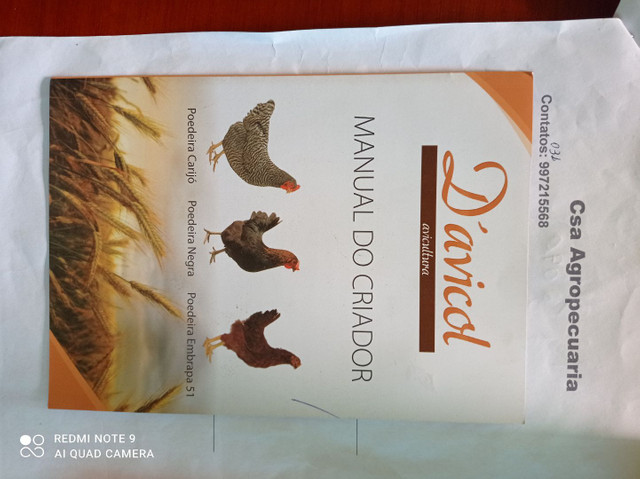 Csa Agropecuaria
034
Contatos: 997215568
D'avicol
avicultura
MANUAL DO CRIADOR
Poedeira Carijó
Poedeira Negra
Poedeira Embrapa 51
REDMI NOTE 9
AI QUAD CAMERA